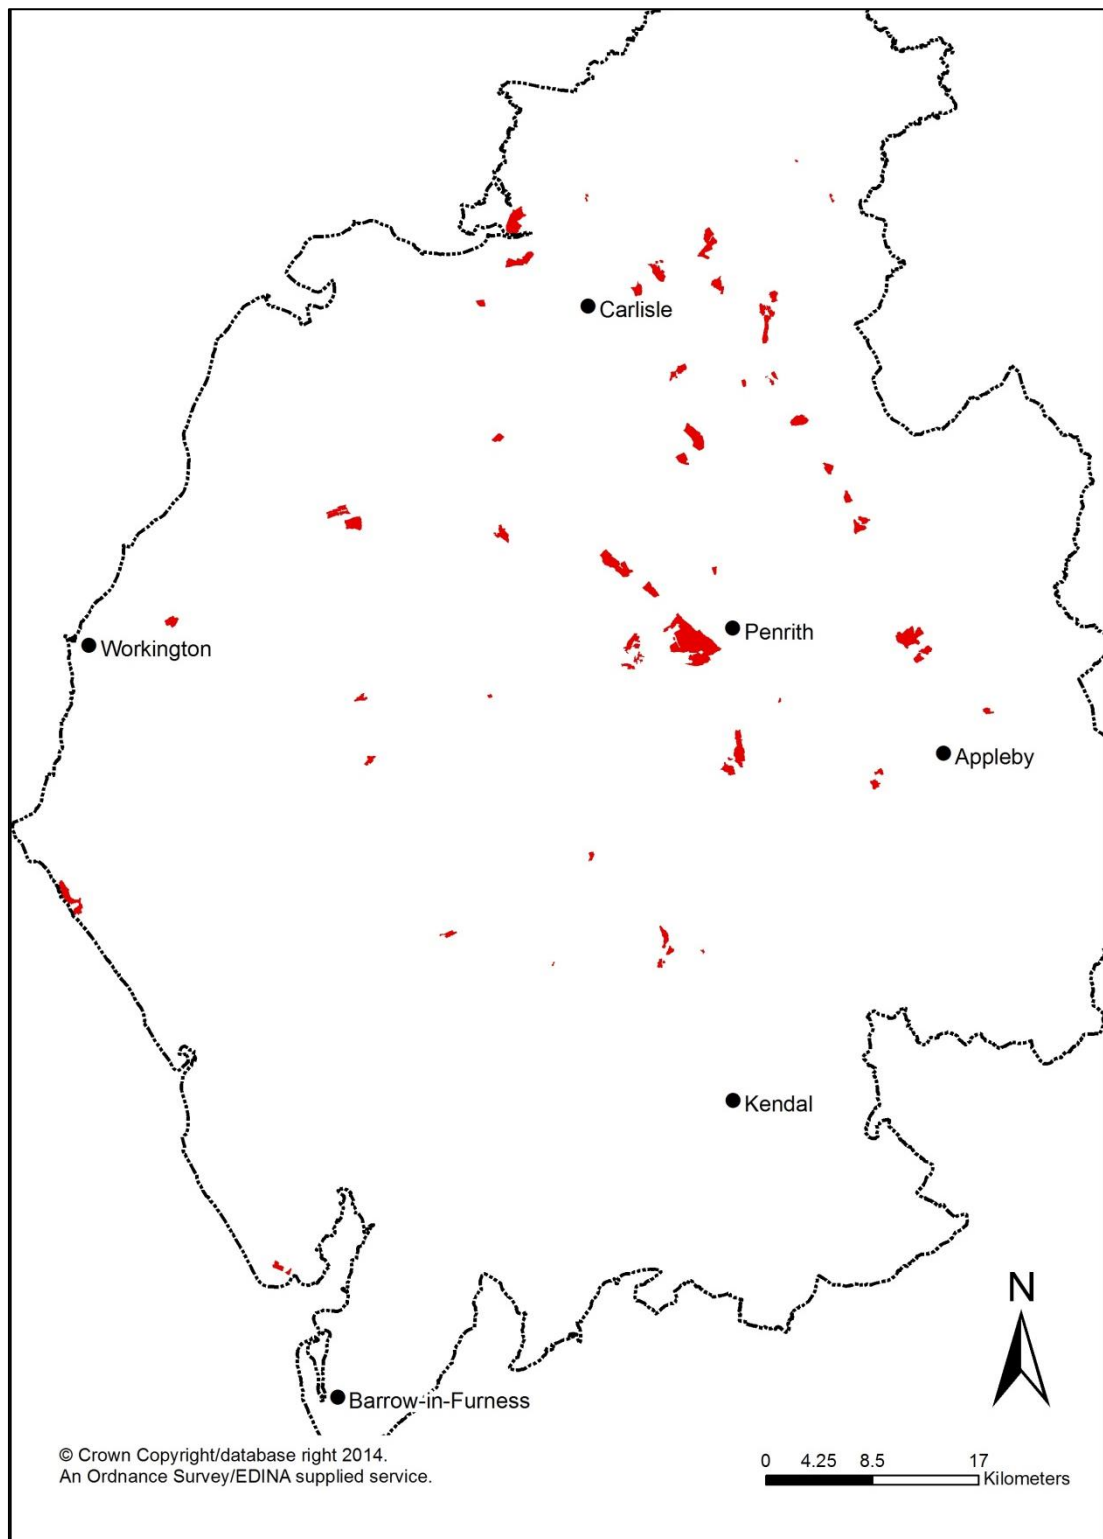 Carlisle
Workington
Penrith
Appleby
Kendal
N
Barrow-in-Furness
© Crown Copyright/database right 2014.
An Ordnance Survey/EDINA supplied service.
0 4.25 8.5 17
Kilometers